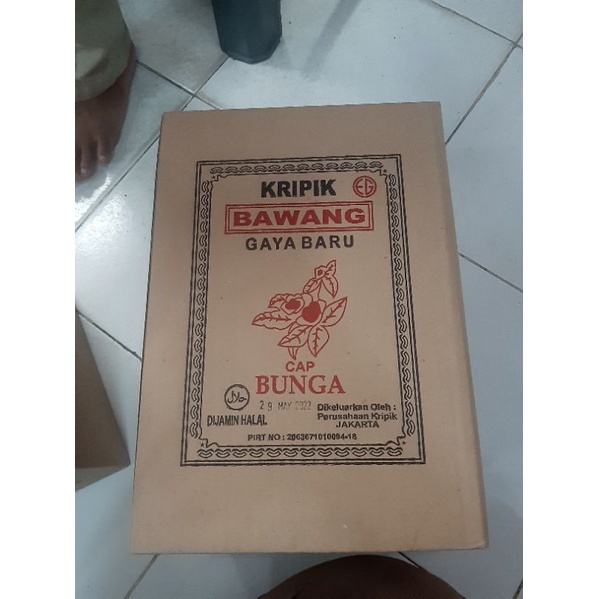 KRIPIK
EG
BAWANG
GAYA BARU
CAP
BUNGA
حلال
29 MAY 2022
DIJAMIN HALAL
Dikeluarkan Oleh :
Perusahaan Kripik
JAKARTA
PIRT NO : 2063671010094-18